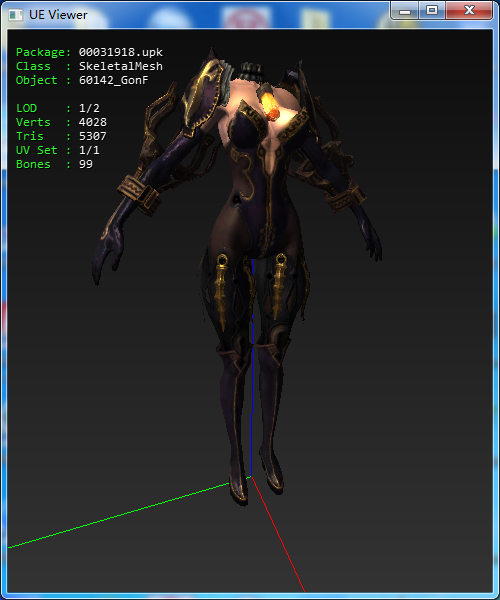 UE Viewer
Package: 00031918.upk
Class : SkeletalMesh
Object : 60142_GonF
LOD : 1/2
Verts : 4028
Tris : 5307
UV Set : 1/1
Bones : 99